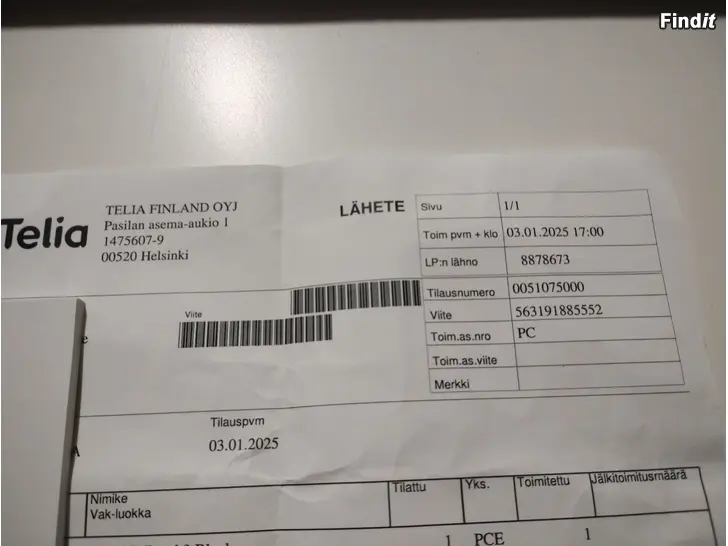 Findit
Telia
TELIA FINLAND OYJ
Pasilan asema-aukio 1
1475607-9
00520 Helsinki
LÄHETE
Sivu 1/1
Toim pvm + klo 03.01.2025 17:00
LP:n lähno 8878673
Tilausnumero 0051075000
Viite 563191885552
Toim.as.nro PC
Toim.as.viite
Merkki
Viite
Tilauspvm
03.01.2025
Nimike Tilattu Yks. Toimitettu Jälkitoimitusmäärä
Vak-luokka
1 PCE 1